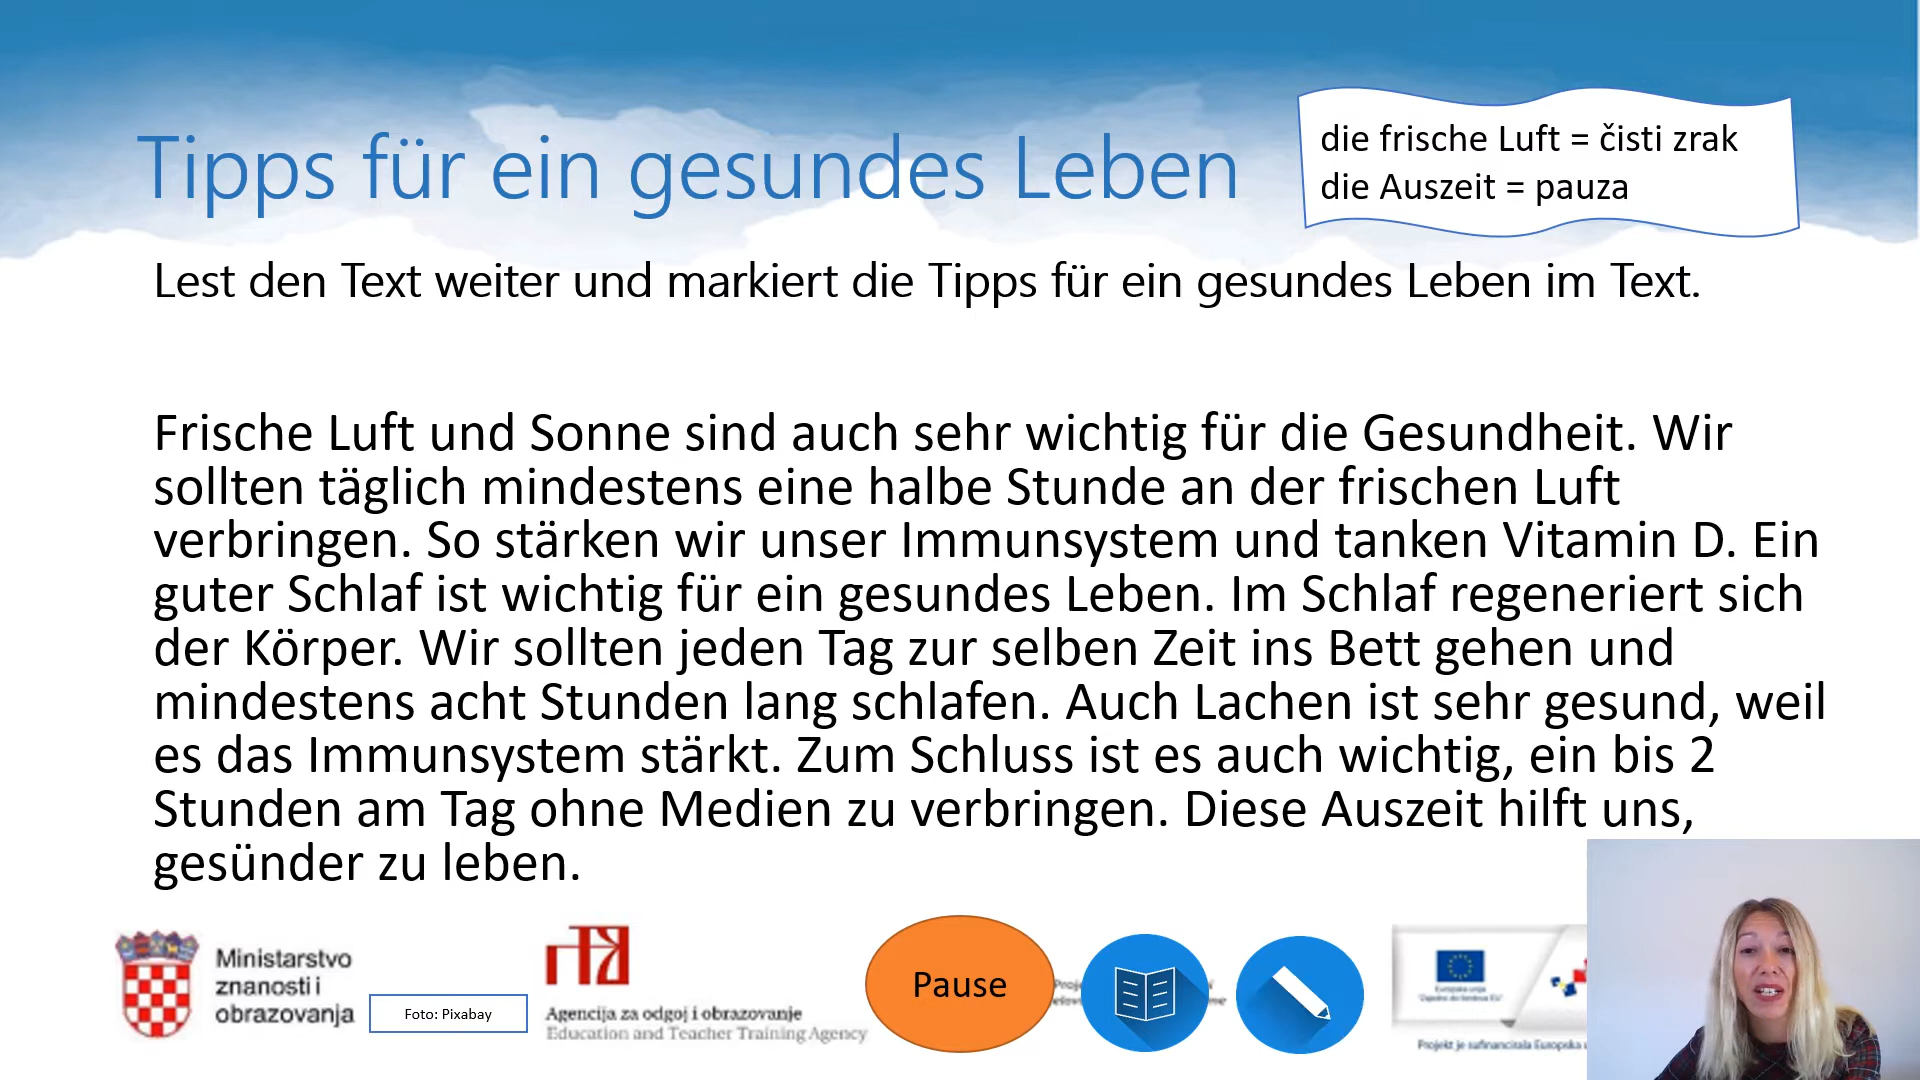 Tipps für ein gesundes Leben
die frische Luft = čisti zrak
die Auszeit = pauza
Lest den Text weiter und markiert die Tipps für ein gesundes Leben im Text.
Frische Luft und Sonne sind auch sehr wichtig für die Gesundheit. Wir
sollten täglich mindestens eine halbe Stunde an der frischen Luft
verbringen. So stärken wir unser Immunsystem und tanken Vitamin D. Ein
guter Schlaf ist wichtig für ein gesundes Leben. Im Schlaf regeneriert sich
der Körper. Wir sollten jeden Tag zur selben Zeit ins Bett gehen und
mindestens acht Stunden lang schlafen. Auch Lachen ist sehr gesund, weil
es das Immunsystem stärkt. Zum Schluss ist es auch wichtig, ein bis 2
Stunden am Tag ohne Medien zu verbringen. Diese Auszeit hilft uns,
gesünder zu leben.
Ministarstvo
znanosti i
obrazovanja
Foto: Pixabay
Agencija za odgoj i obrazovanje
Education and Teacher Training Agency
Pause
Projekt je sufinancirala Europska